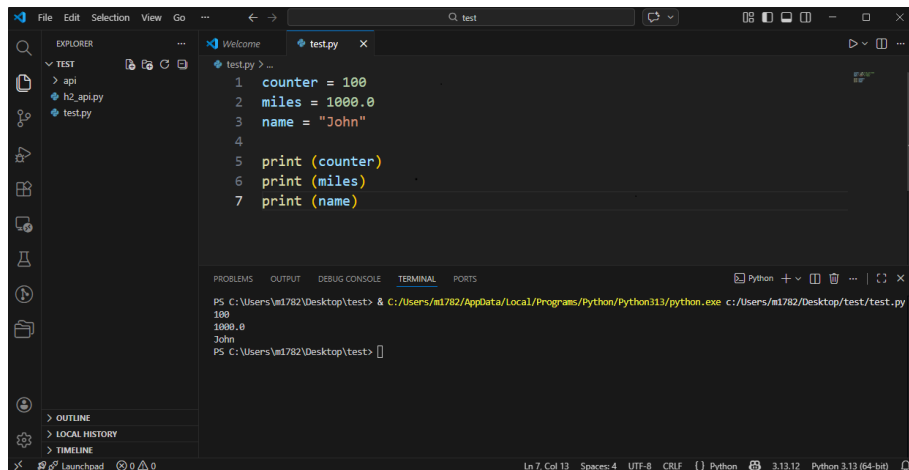 File Edit Selection View Go ... test
EXPLORER ...
TEST
api
h2_api.py
test.py
OUTLINE
LOCAL HISTORY
TIMELINE
Welcome test.py
test.py > ...
1 counter = 100
2 miles = 1000.0
3 name = "John"
4
5 print (counter)
6 print (miles)
7 print (name)
PROBLEMS OUTPUT DEBUG CONSOLE TERMINAL PORTS Python
PS C:\Users\m1782\Desktop\test> & C:/Users/m1782/AppData/Local/Programs/Python/Python313/python.exe c:/Users/m1782/Desktop/test/test.py
100
1000.0
John
PS C:\Users\m1782\Desktop\test>
Launchpad 0 0 Ln 7, Col 13 Spaces: 4 UTF-8 CRLF {} Python 3.13.12 Python 3.13 (64-bit)